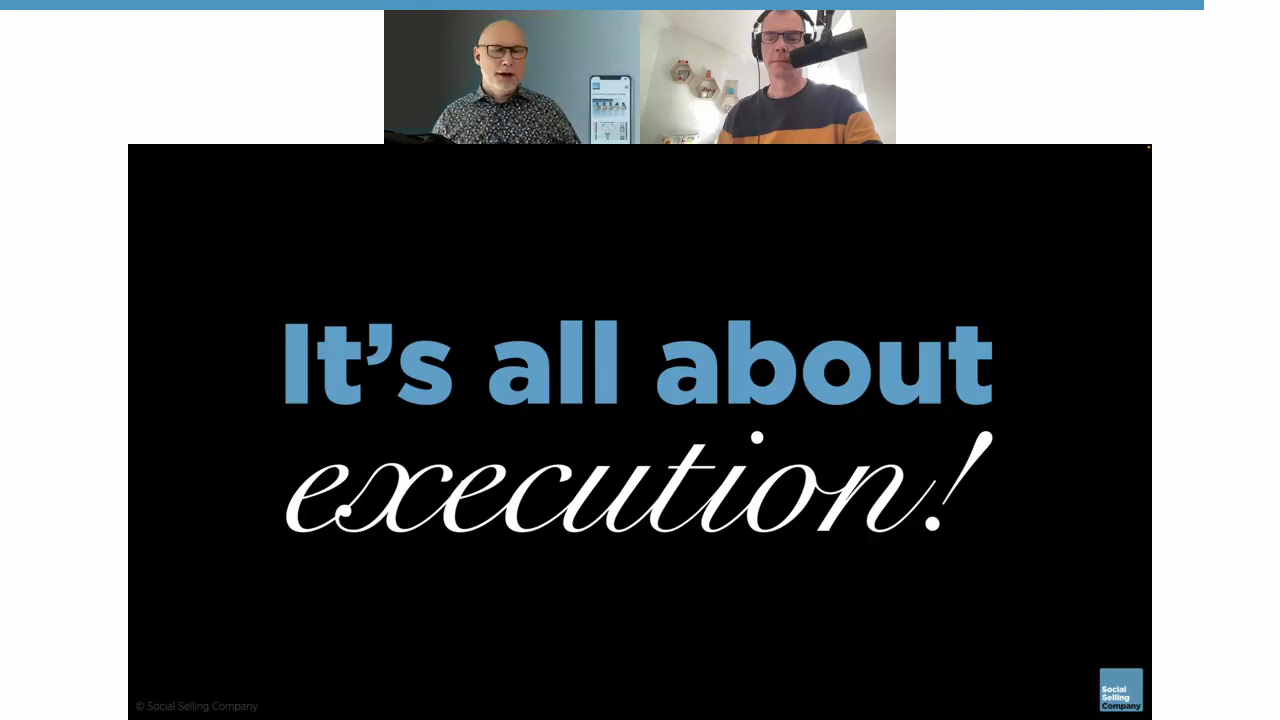 It's all about
execution!
© Social Selling Company
Social
Selling
Company